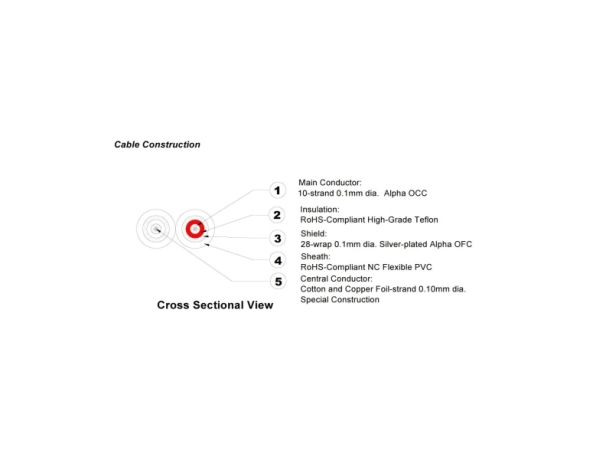 Cable Construction
1
Main Conductor:
10-strand 0.1mm dia. Alpha OCC
2
Insulation:
RoHS-Compliant High-Grade Teflon
3
Shield:
28-wrap 0.1mm dia. Silver-plated Alpha OFC
4
Sheath:
RoHS-Compliant NC Flexible PVC
5
Central Conductor:
Cotton and Copper Foil-strand 0.10mm dia.
Special Construction
Cross Sectional View